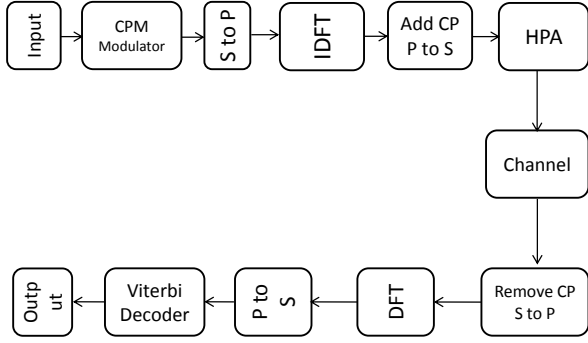 Input
CPM
Modulator
S to P
IDFT
Add CP
P to S
HPA
Channel
Remove CP
S to P
DFT
P to
S
Viterbi
Decoder
Outp
ut